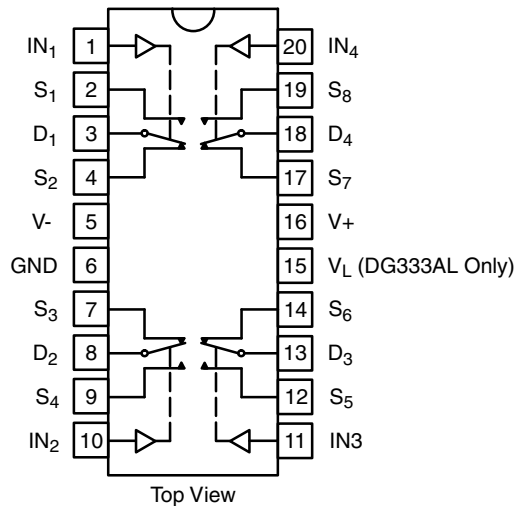 IN₁ 1 20 IN₄
S₁ 2 19 S₈
D₁ 3 18 D₄
S₂ 4 17 S₇
V- 5 16 V+
GND 6 15 V_L (DG333AL Only)
S₃ 7 14 S₆
D₂ 8 13 D₃
S₄ 9 12 S₅
IN₂ 10 11 IN3
Top View